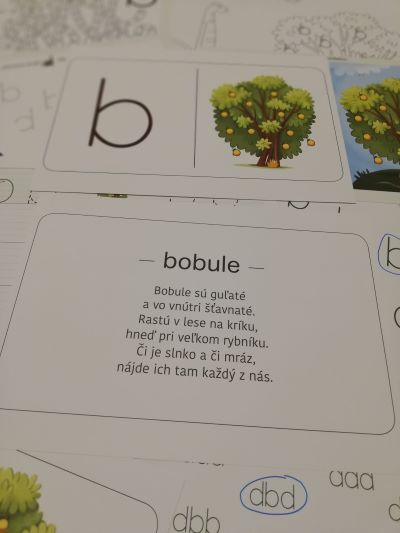 b
— bobule —
Bobule sú guľaté
a vo vnútri šťavnaté.
Rastú v lese na kríku,
hneď pri veľkom rybníku.
Či je slnko a či mráz,
nájde ich tam každý z nás.
dbd
aaa
dbb